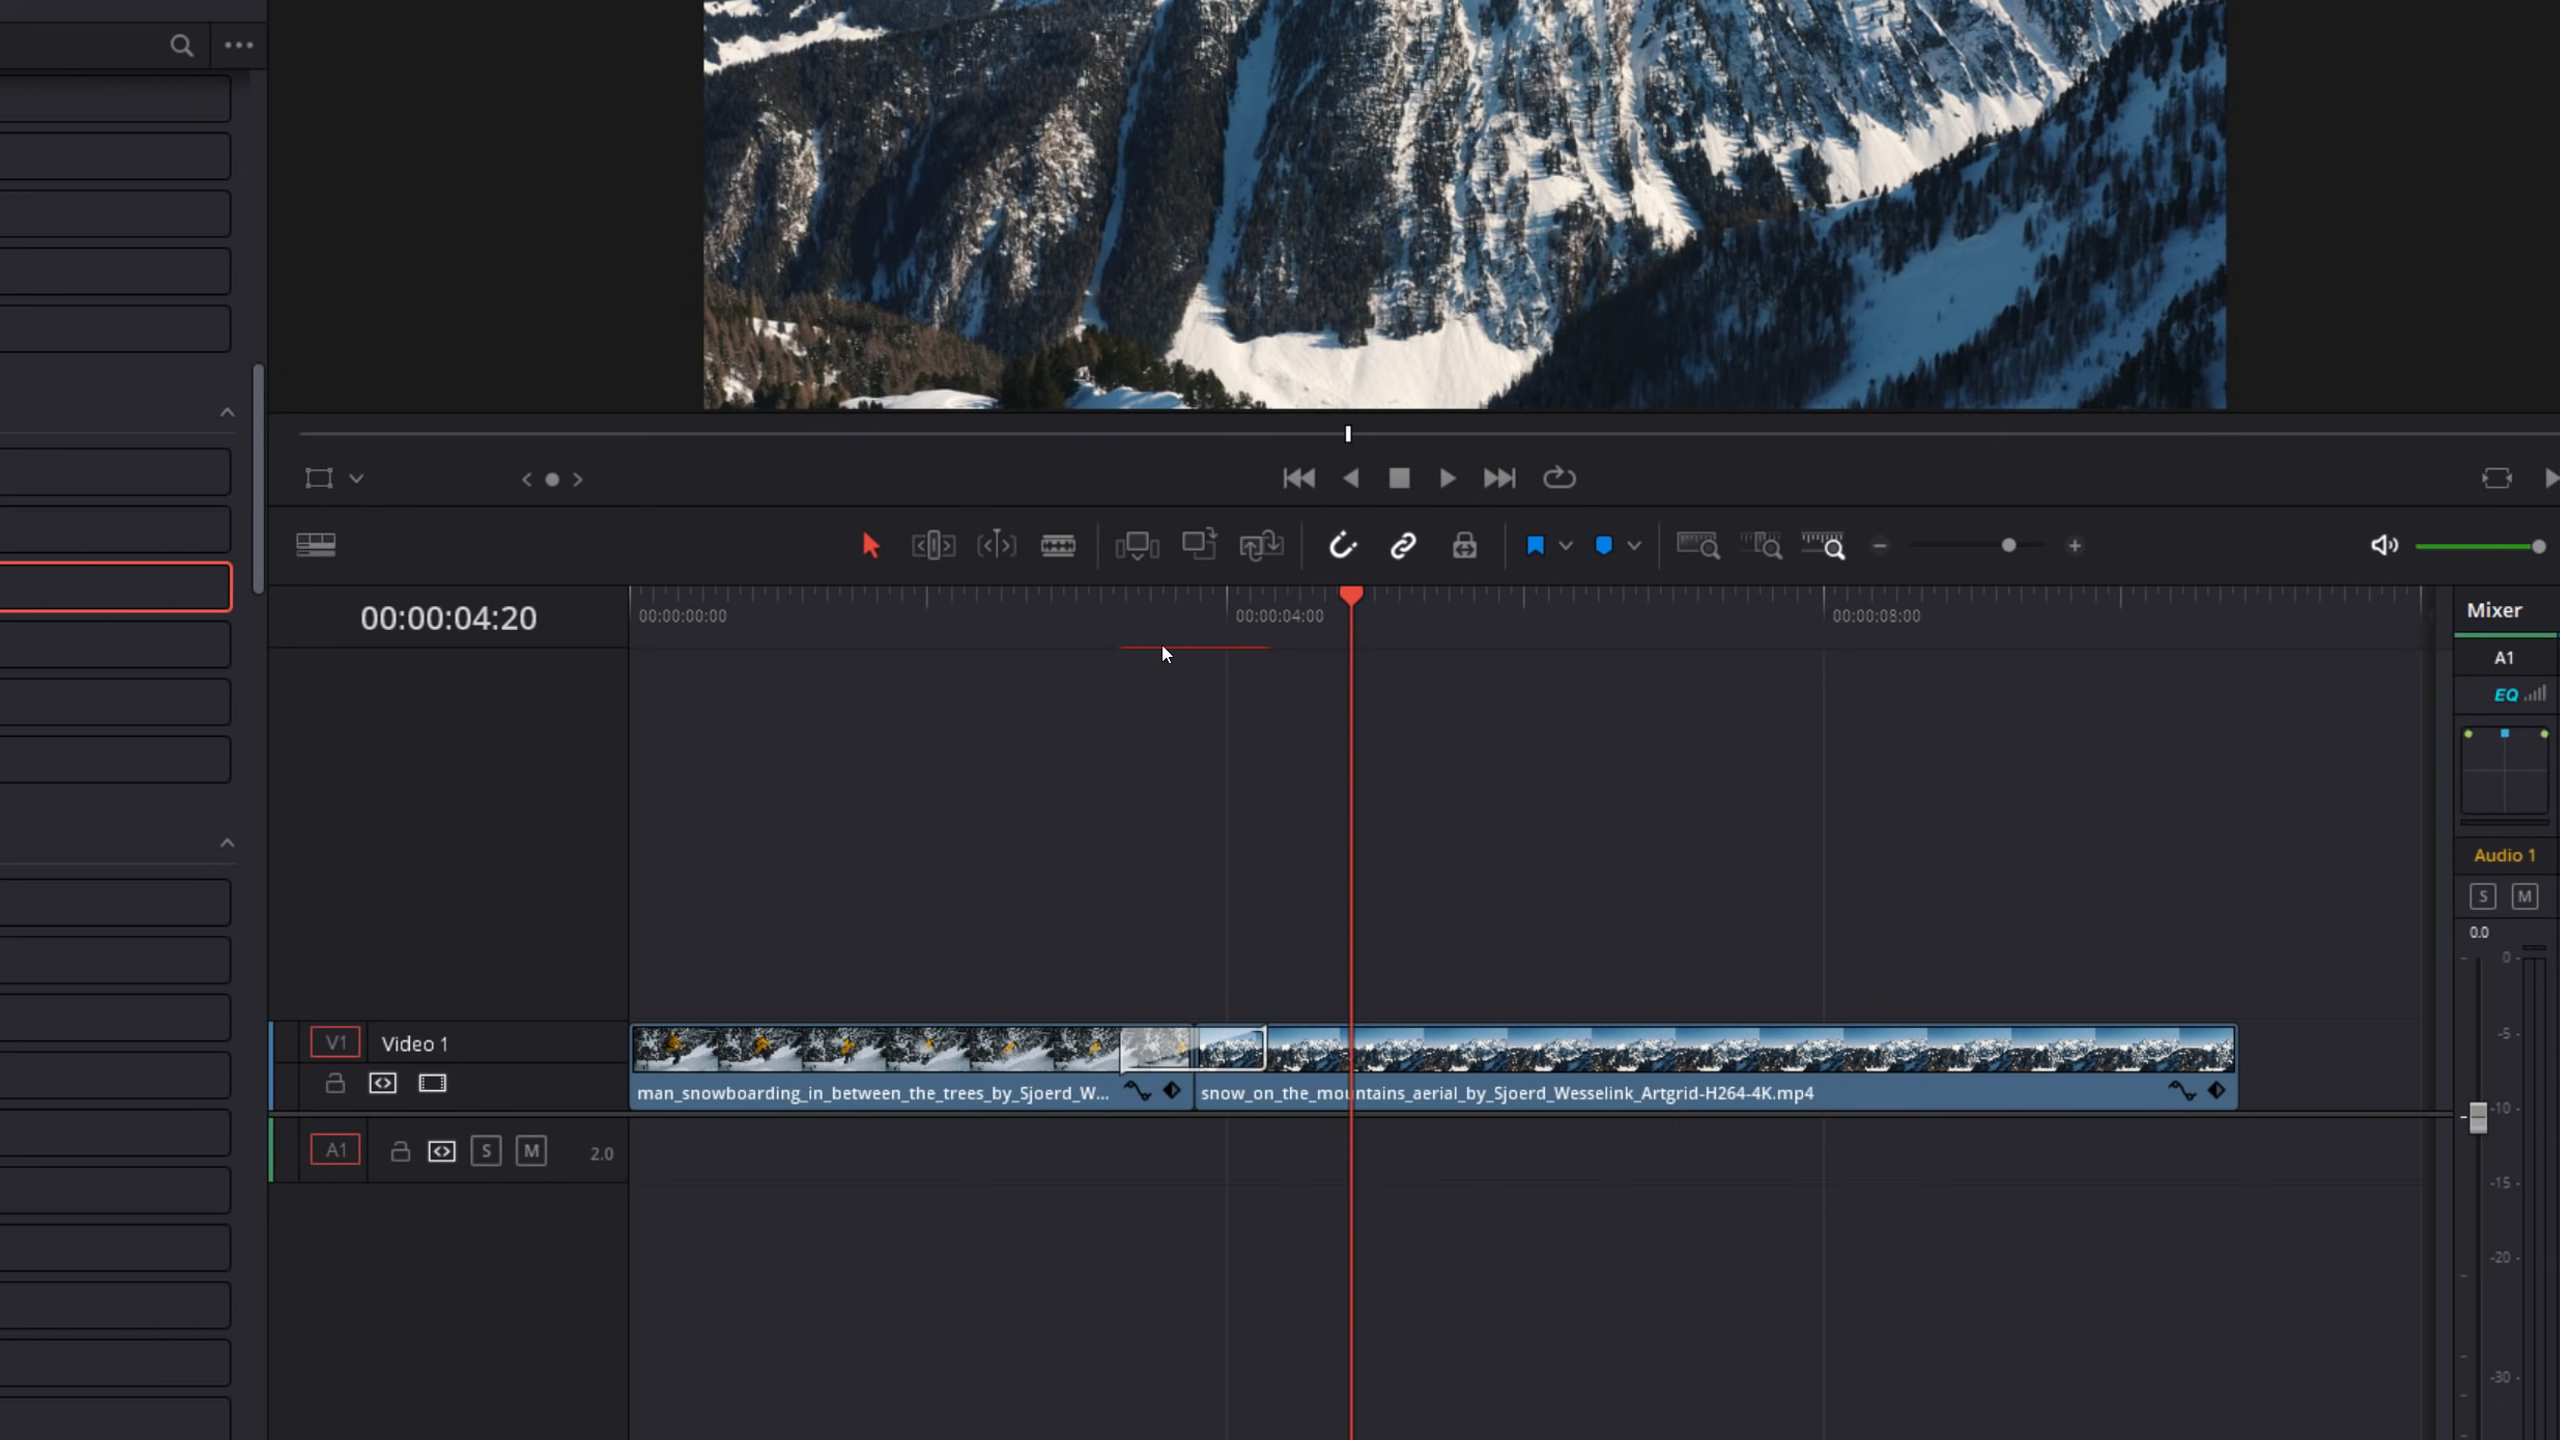 00:00:04:20
00:00:00:00
00:00:04:00
00:00:08:00
Mixer
A1
EQ
Audio 1
S
M
0.0
0
-5
-10
-15
-20
-30
V1
Video 1
man_snowboarding_in_between_the_trees_by_Sjoerd_W...
snow_on_the_mountains_aerial_by_Sjoerd_Wesselink_Artgrid-H264-4K.mp4
A1
S
M
2.0